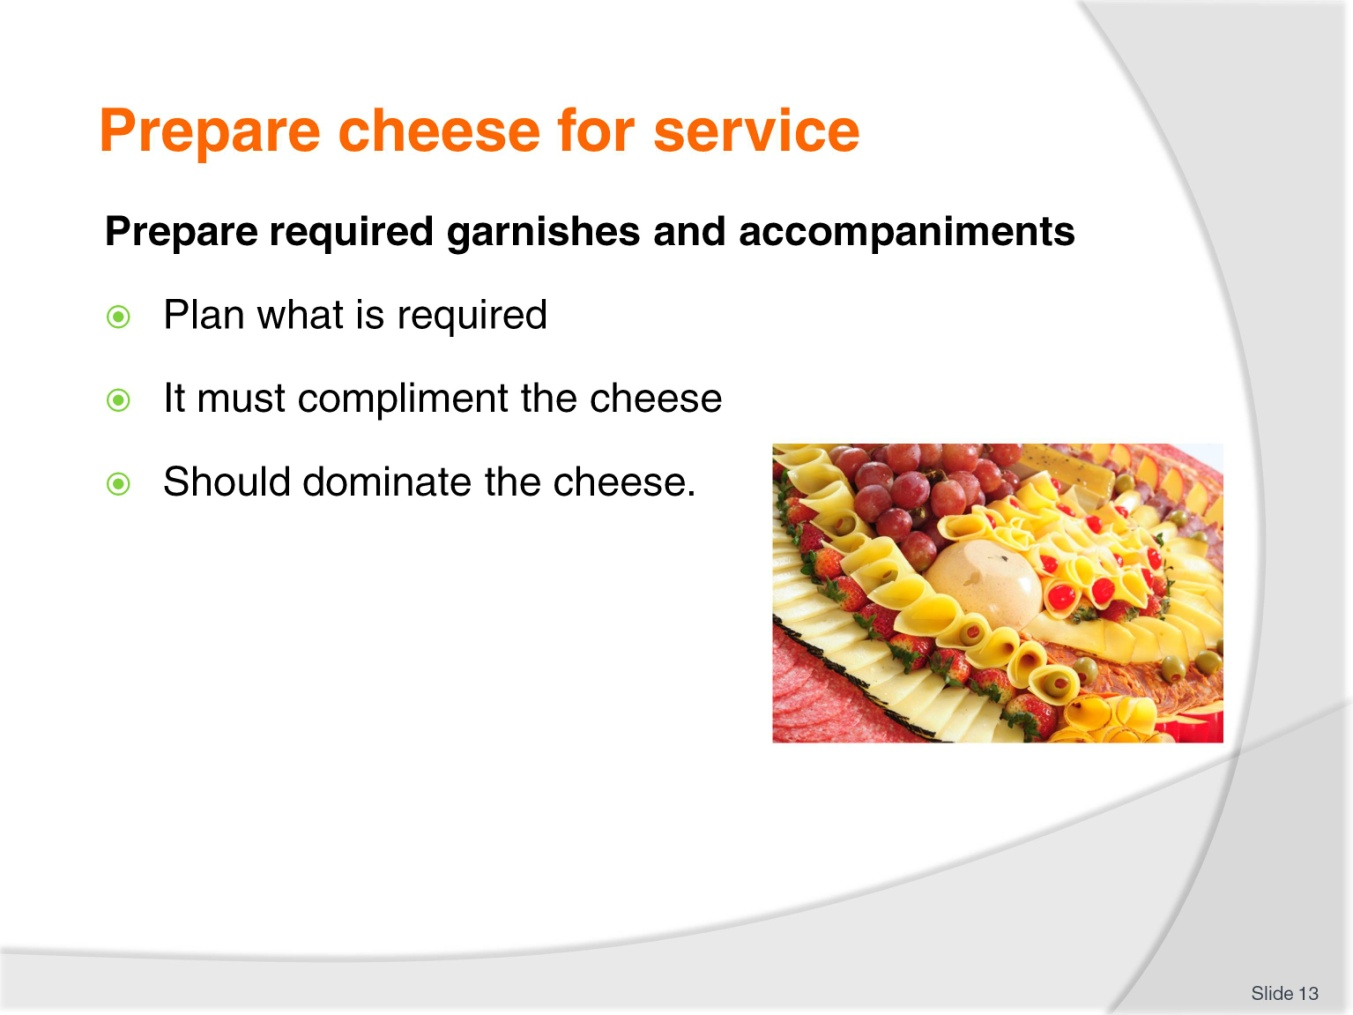 Prepare cheese for service
Prepare required garnishes and accompaniments
Plan what is required
It must compliment the cheese
Should dominate the cheese.
Slide 13